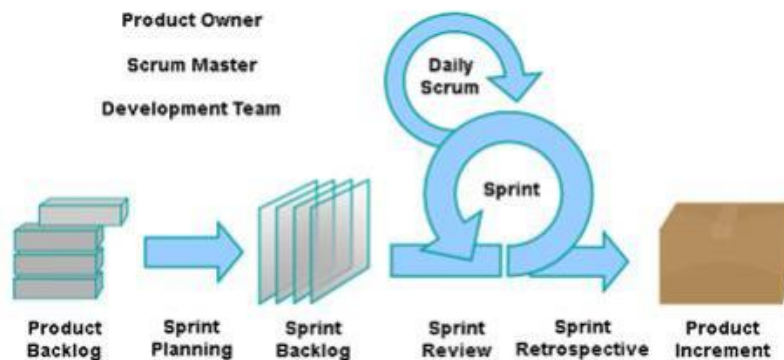 Product Owner
Scrum Master
Development Team
Daily
Scrum
Sprint
Product
Backlog
Sprint
Planning
Sprint
Backlog
Sprint
Review
Sprint
Retrospective
Product
Increment